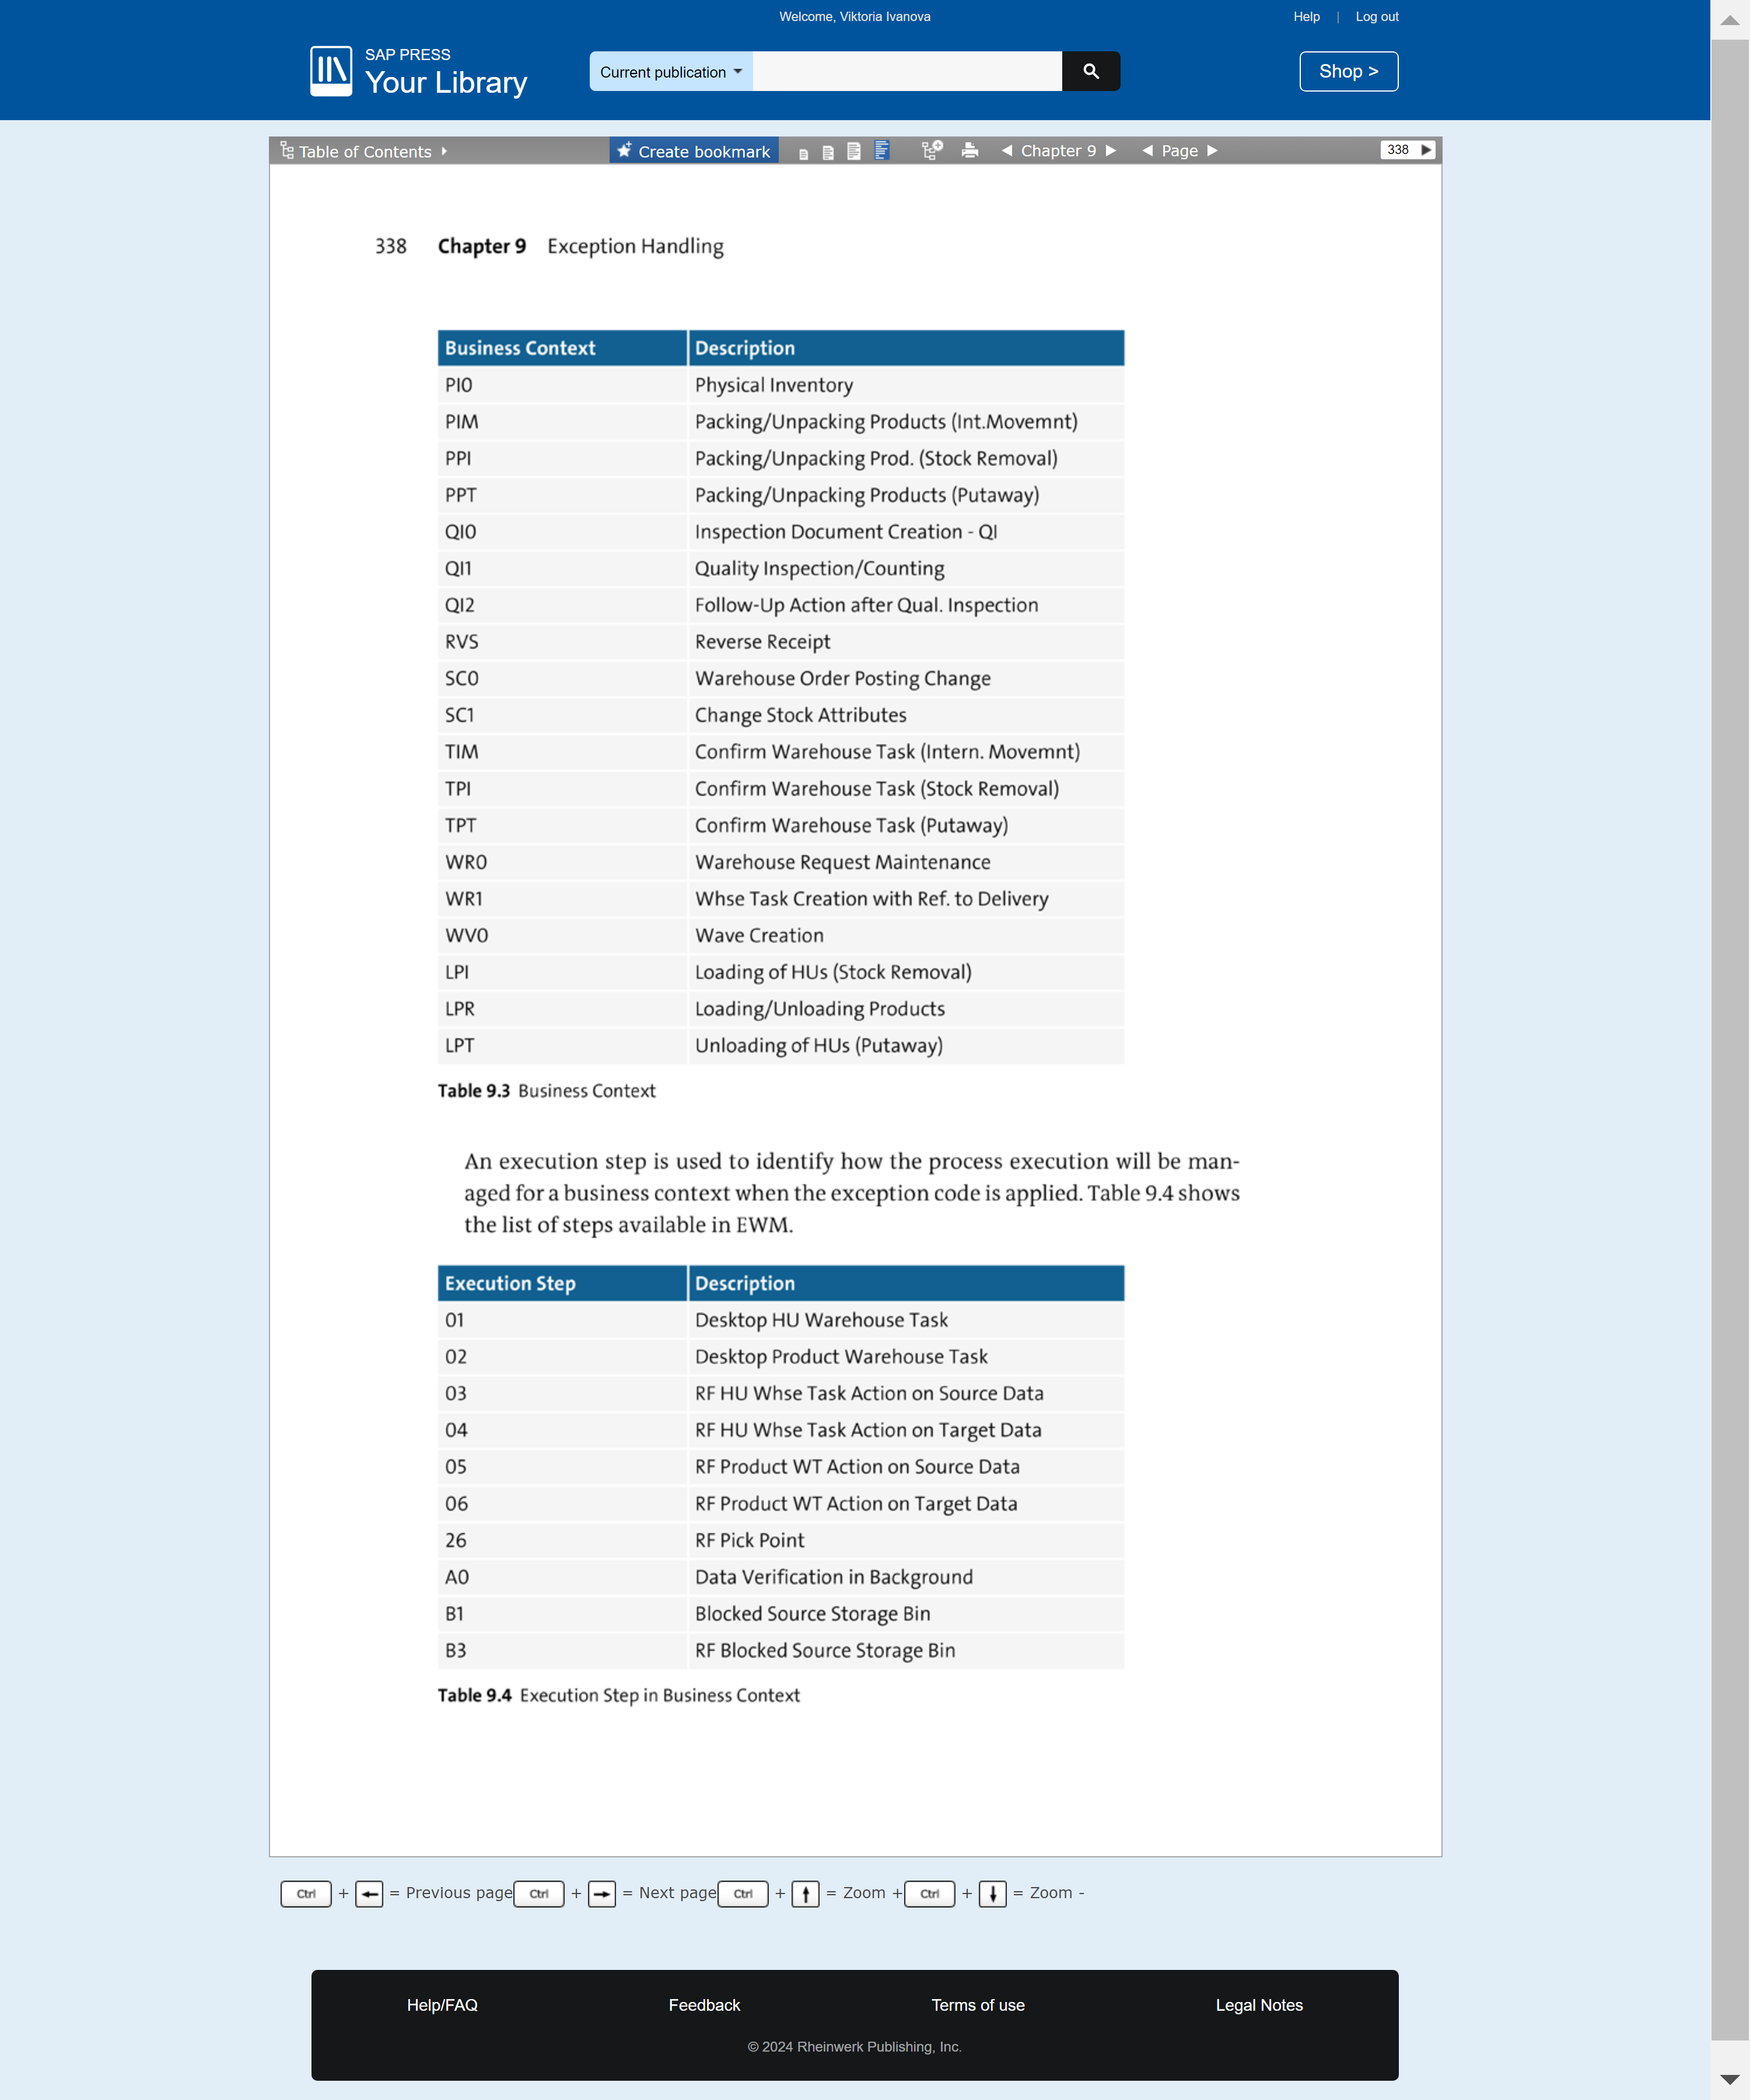 Welcome, Viktoria Ivanova
Help | Log out
SAP PRESS
Your Library
Current publication
Shop >
Table of Contents
Create bookmark
Chapter 9
Page
338
338 Chapter 9 Exception Handling
Business Context Description
PI0 Physical Inventory
PIM Packing/Unpacking Products (Int.Movemnt)
PPI Packing/Unpacking Prod. (Stock Removal)
PPT Packing/Unpacking Products (Putaway)
QI0 Inspection Document Creation - QI
QI1 Quality Inspection/Counting
QI2 Follow-Up Action after Qual. Inspection
RVS Reverse Receipt
SC0 Warehouse Order Posting Change
SC1 Change Stock Attributes
TIM Confirm Warehouse Task (Intern. Movemnt)
TPI Confirm Warehouse Task (Stock Removal)
TPT Confirm Warehouse Task (Putaway)
WR0 Warehouse Request Maintenance
WR1 Whse Task Creation with Ref. to Delivery
WV0 Wave Creation
LPI Loading of HUs (Stock Removal)
LPR Loading/Unloading Products
LPT Unloading of HUs (Putaway)
Table 9.3 Business Context
An execution step is used to identify how the process execution will be man-
aged for a business context when the exception code is applied. Table 9.4 shows
the list of steps available in EWM.
Execution Step Description
01 Desktop HU Warehouse Task
02 Desktop Product Warehouse Task
03 RF HU Whse Task Action on Source Data
04 RF HU Whse Task Action on Target Data
05 RF Product WT Action on Source Data
06 RF Product WT Action on Target Data
26 RF Pick Point
A0 Data Verification in Background
B1 Blocked Source Storage Bin
B3 RF Blocked Source Storage Bin
Table 9.4 Execution Step in Business Context
Ctrl + ← = Previous page Ctrl + → = Next page Ctrl + ↑ = Zoom + Ctrl + ↓ = Zoom -
Help/FAQ Feedback Terms of use Legal Notes
© 2024 Rheinwerk Publishing, Inc.